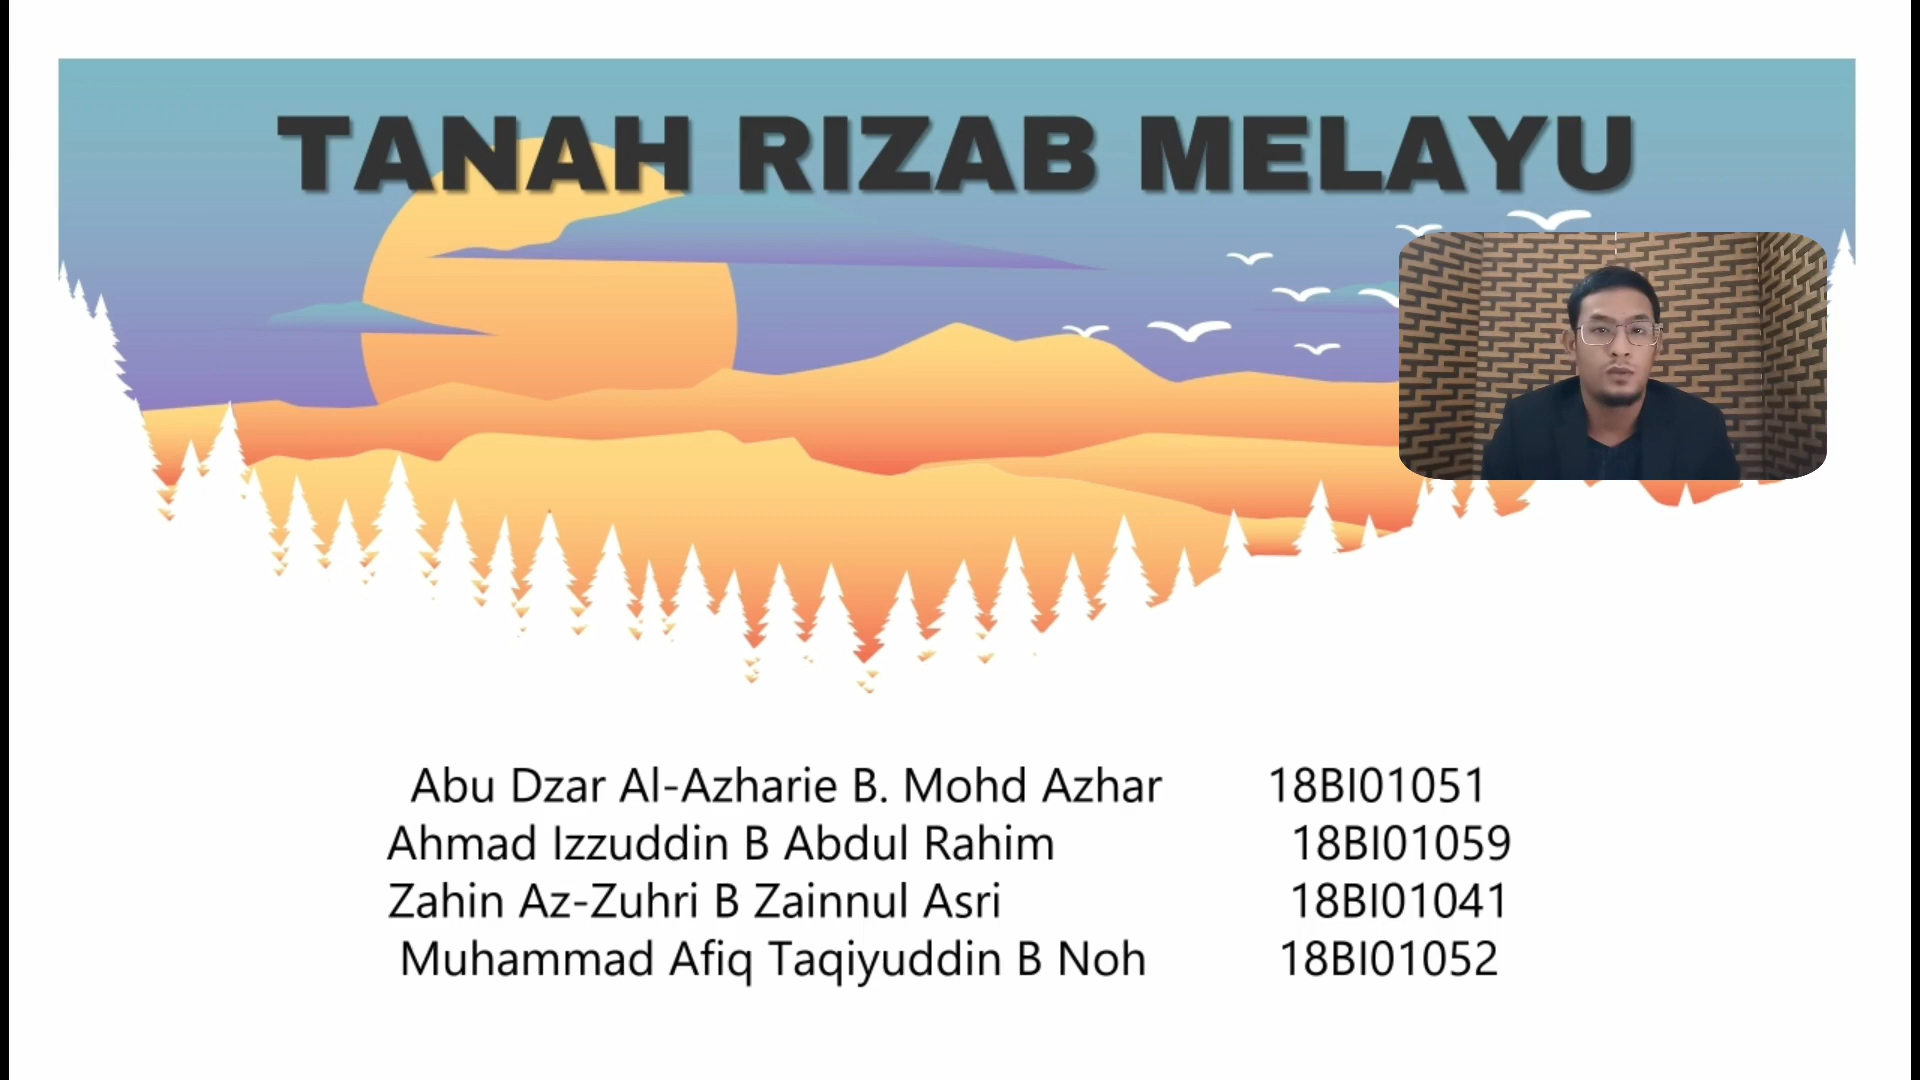 TANAH RIZAB MELAYU
Abu Dzar Al-Azharie B. Mohd Azhar 18BI01051
Ahmad Izzuddin B Abdul Rahim 18BI01059
Zahin Az-Zuhri B Zainnul Asri 18BI01041
Muhammad Afiq Taqiyuddin B Noh 18BI01052